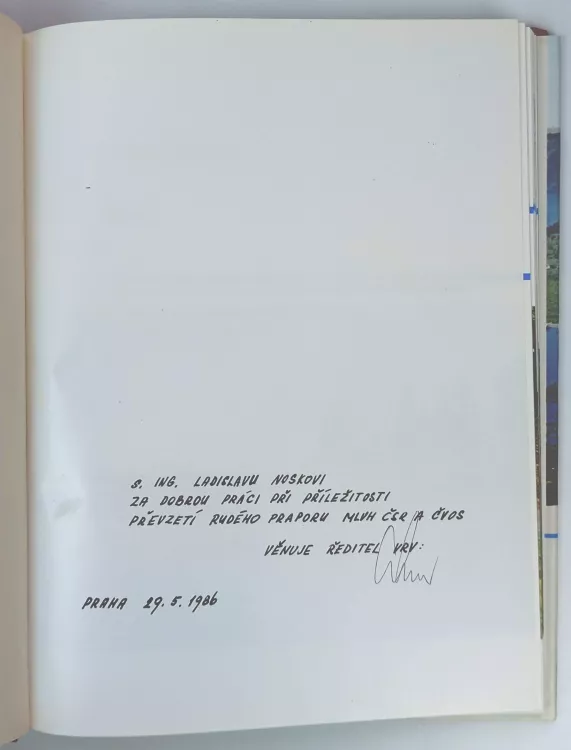 S. ING. LADISLAVU NOSKOVI
ZA DOBROU PRÁCI PŘI PŘÍLEŽITOSTI
PŘEVZETÍ RUDÉHO PRAPORU MLVH ČSR A ČVOS
VĚNUJE ŘEDITEL VRV:
PRAHA 29. 5. 1986